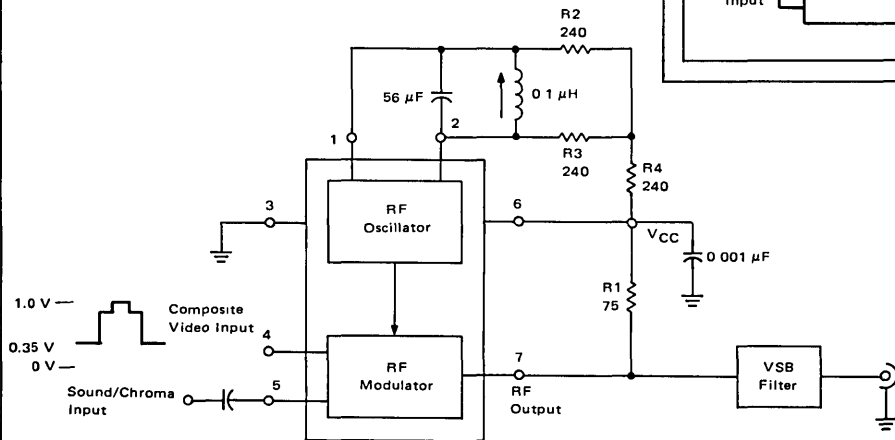 Input
R2
240
56 μF
0 1 μH
1
2
R3
240
R4
240
3
RF
Oscillator
6
VCC
0 001 μF
R1
75
1.0 V
0.35 V
0 V
Composite
Video Input
4
Sound/Chroma
Input
5
RF
Modulator
7
RF
Output
VSB
Filter